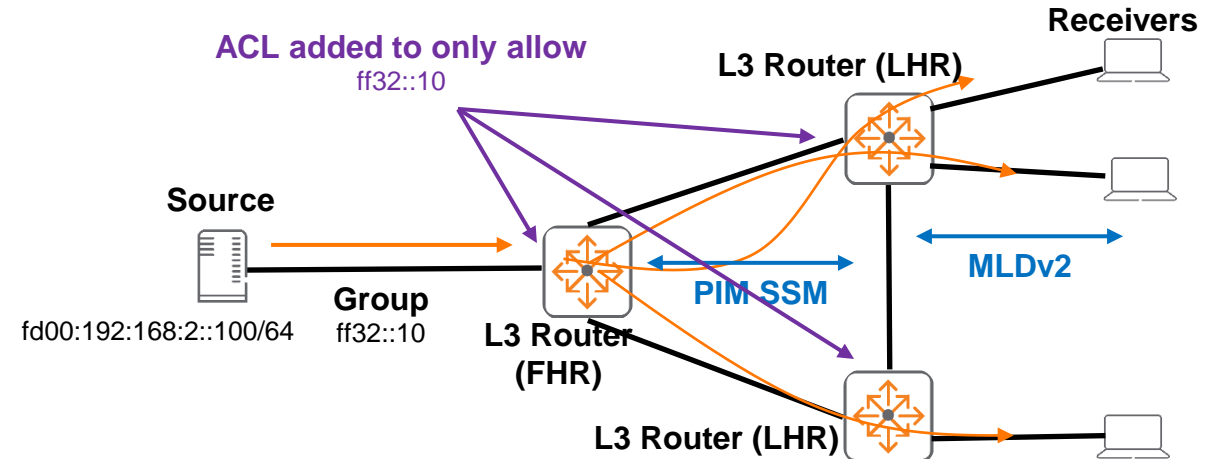 Receivers
ACL added to only allow
ff32::10
L3 Router (LHR)
Source
MLDv2
PIM SSM
Group
fd00:192:168:2::100/64
ff32::10
L3 Router
(FHR)
L3 Router (LHR)